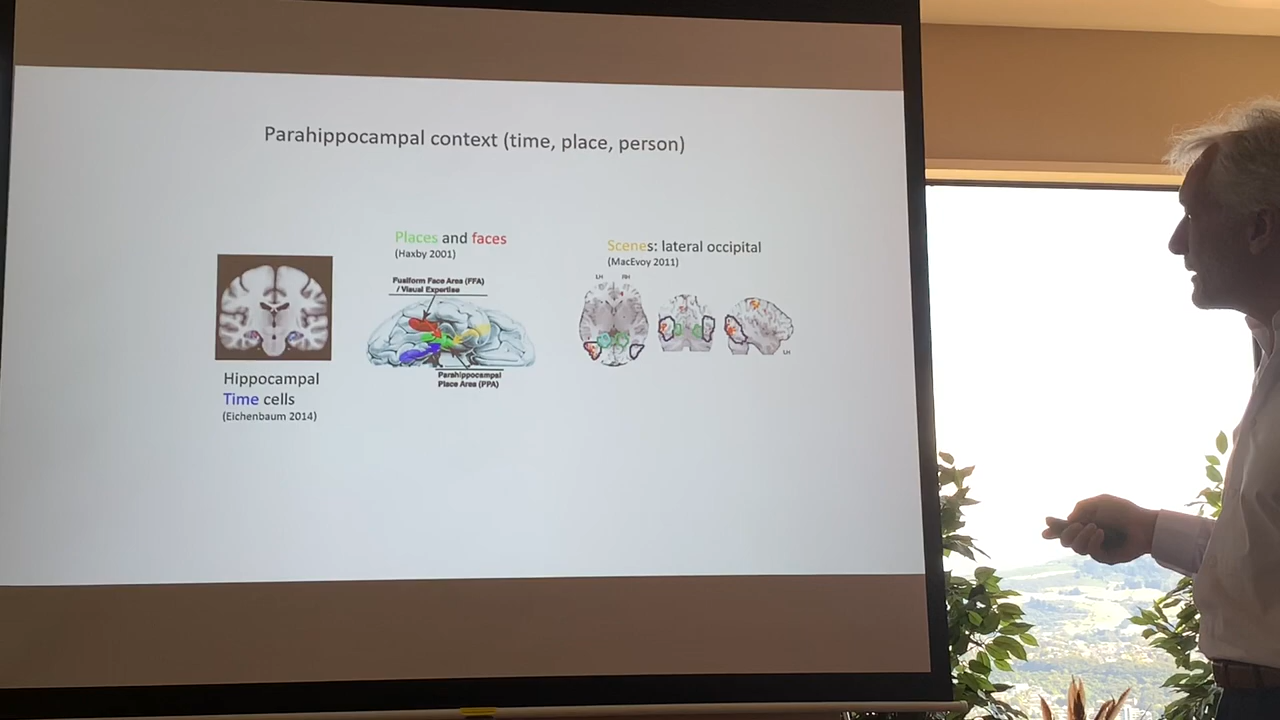 Parahippocampal context (time, place, person)
Places and faces
(Haxby 2001)
Fusiform Face Area (FFA)
/ Visual Expertise
Parahippocampal
Place Area (PPA)
Scenes: lateral occipital
(MacEvoy 2011)
LH RH
LH
Hippocampal
Time cells
(Eichenbaum 2014)